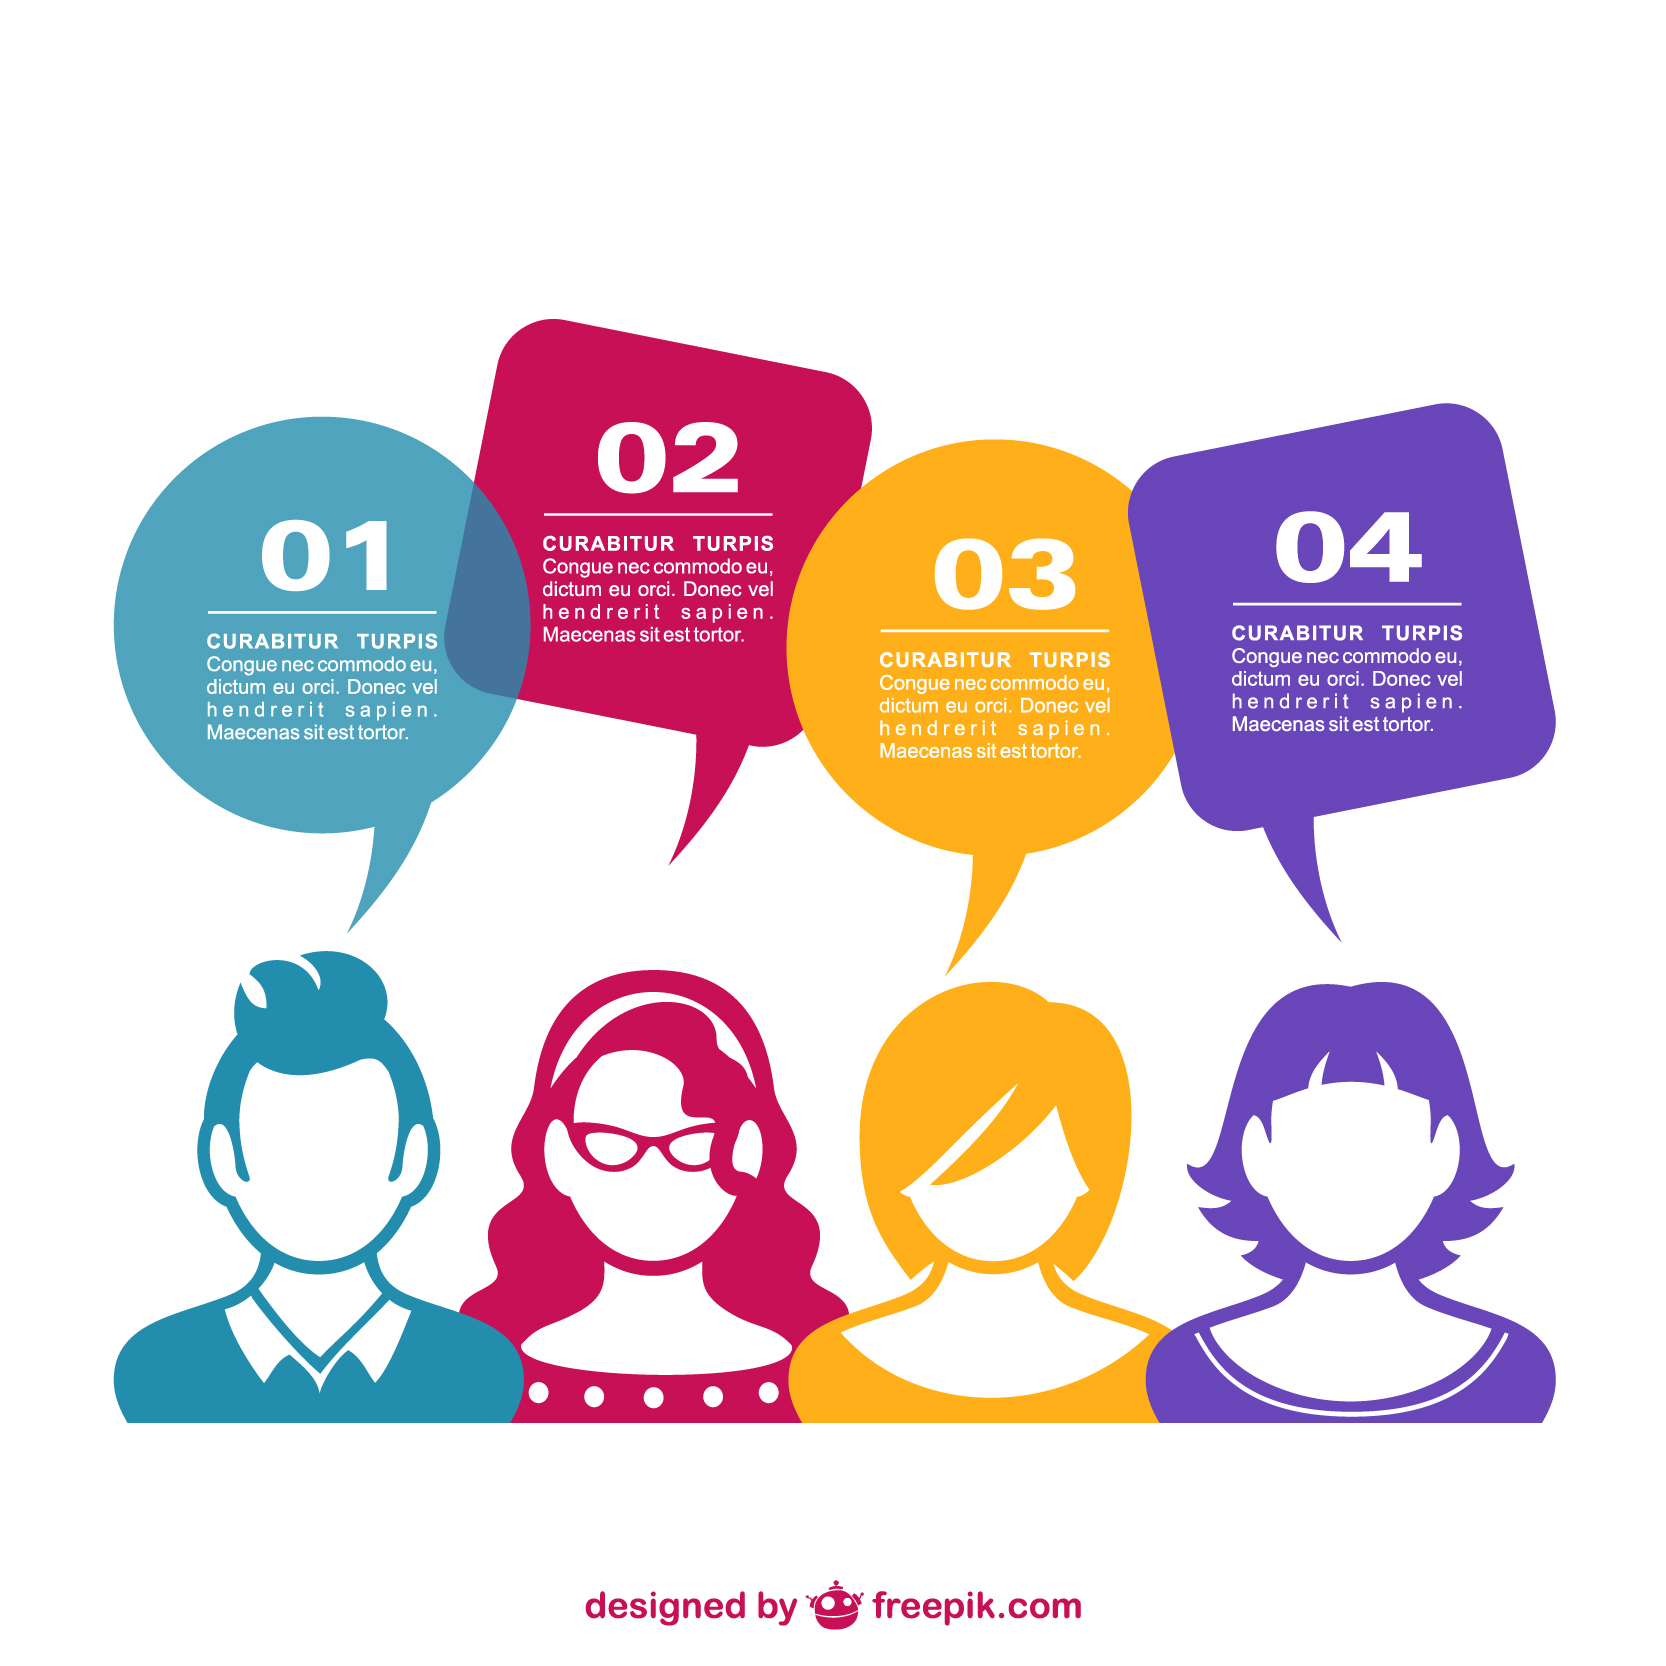 01
CURABITUR TURPIS
Congue nec commodo eu,
dictum eu orci. Donec vel
hendrerit sapien.
Maecenas sit est tortor.
02
CURABITUR TURPIS
Congue nec commodo eu,
dictum eu orci. Donec vel
hendrerit sapien.
Maecenas sit est tortor.
03
CURABITUR TURPIS
Congue nec commodo eu,
dictum eu orci. Donec vel
hendrerit sapien.
Maecenas sit est tortor.
04
CURABITUR TURPIS
Congue nec commodo eu,
dictum eu orci. Donec vel
hendrerit sapien.
Maecenas sit est tortor.
designed by freepik.com